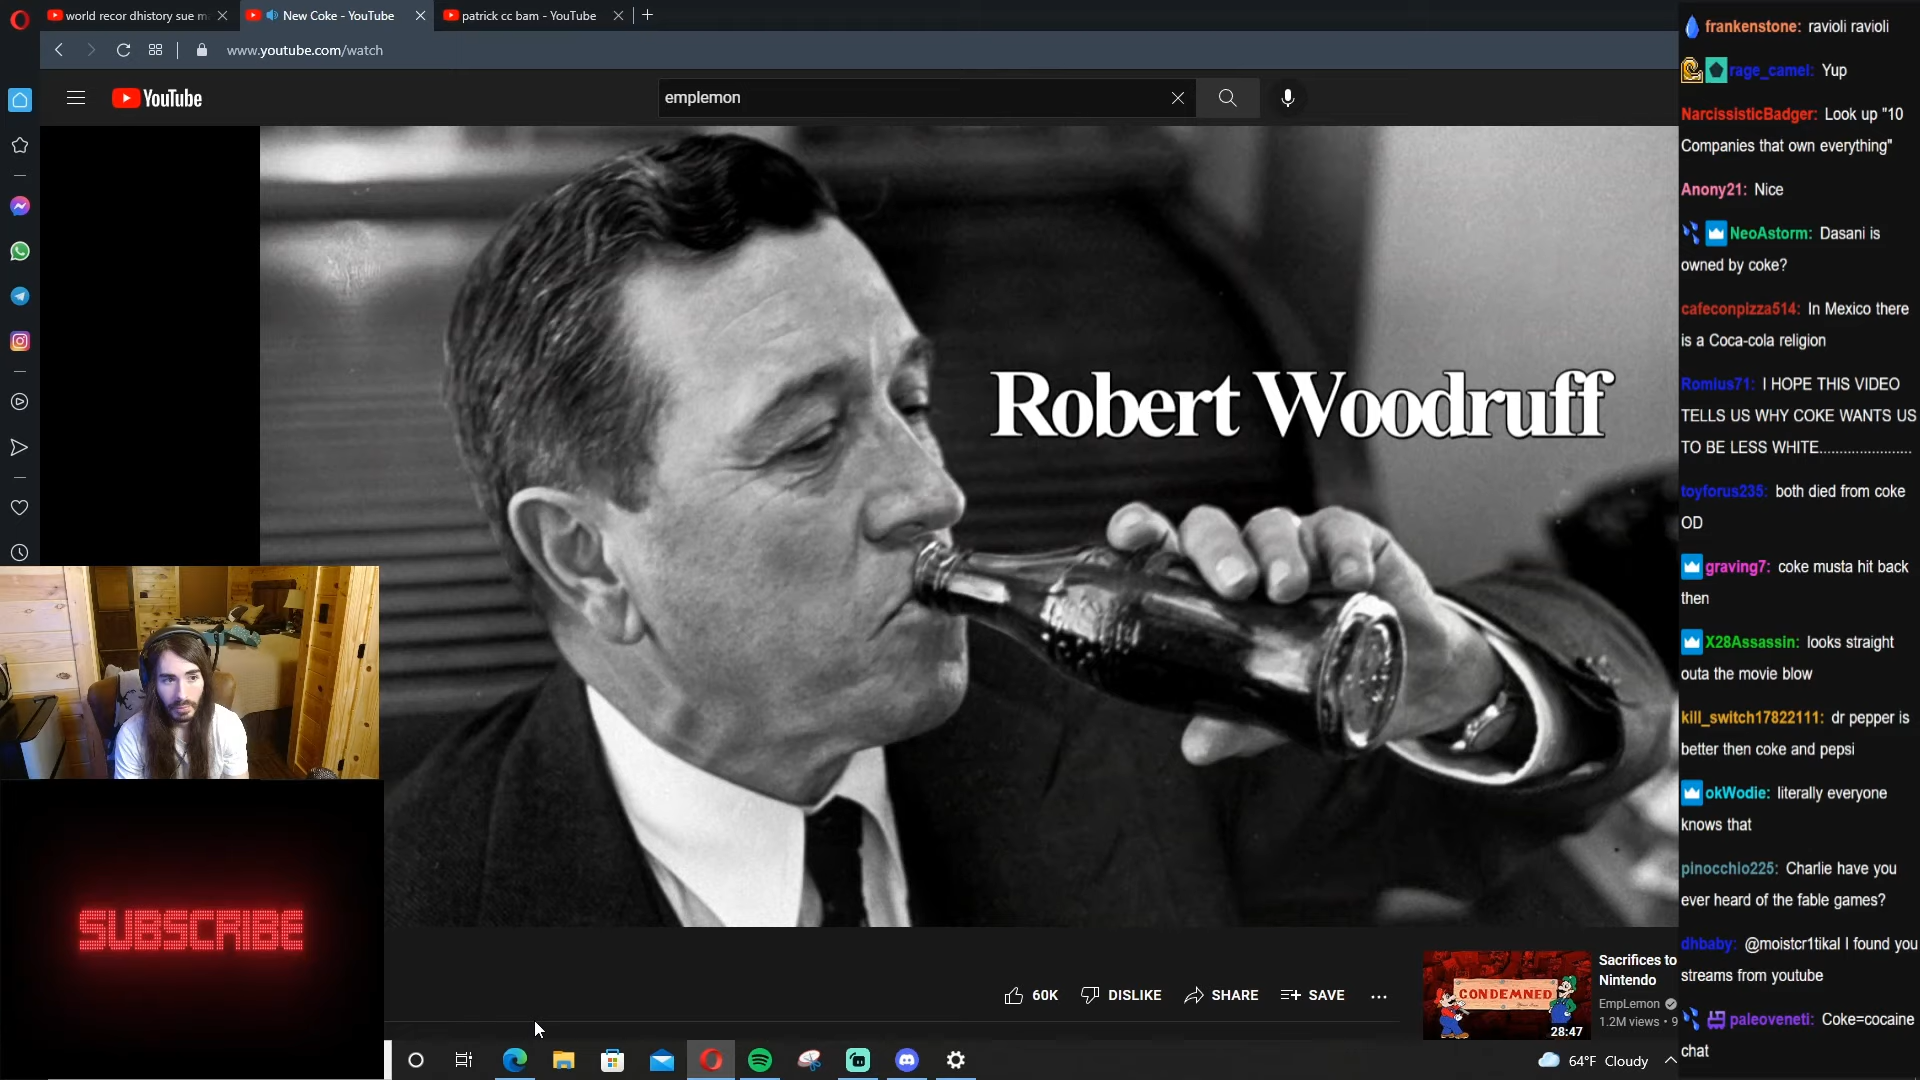 world recor dhistory sue m
New Coke - YouTube
patrick cc bam - YouTube
www.youtube.com/watch
YouTube
emplemon
Robert Woodruff
60K
DISLIKE
SHARE
SAVE
CONDEMNED
28:47
Sacrifices to
Nintendo
EmpLemon
1.2M views • 9
SUBSCRIBE
64°F Cloudy
frankenstone: ravioli ravioli
rage_camel: Yup
NarcissisticBadger: Look up "10
Companies that own everything"
Anony21: Nice
NeoAstorm: Dasani is
owned by coke?
cafeconpizza514: In Mexico there
is a Coca-cola religion
Romius71: I HOPE THIS VIDEO
TELLS US WHY COKE WANTS US
TO BE LESS WHITE......................
toyforus235: both died from coke
OD
graving7: coke musta hit back
then
X28Assassin: looks straight
outa the movie blow
kill_switch17822111: dr pepper is
better then coke and pepsi
okWodie: literally everyone
knows that
pinocchio225: Charlie have you
ever heard of the fable games?
dhbaby: @moistcr1tikal I found you
streams from youtube
paleoveneti: Coke=cocaine
chat